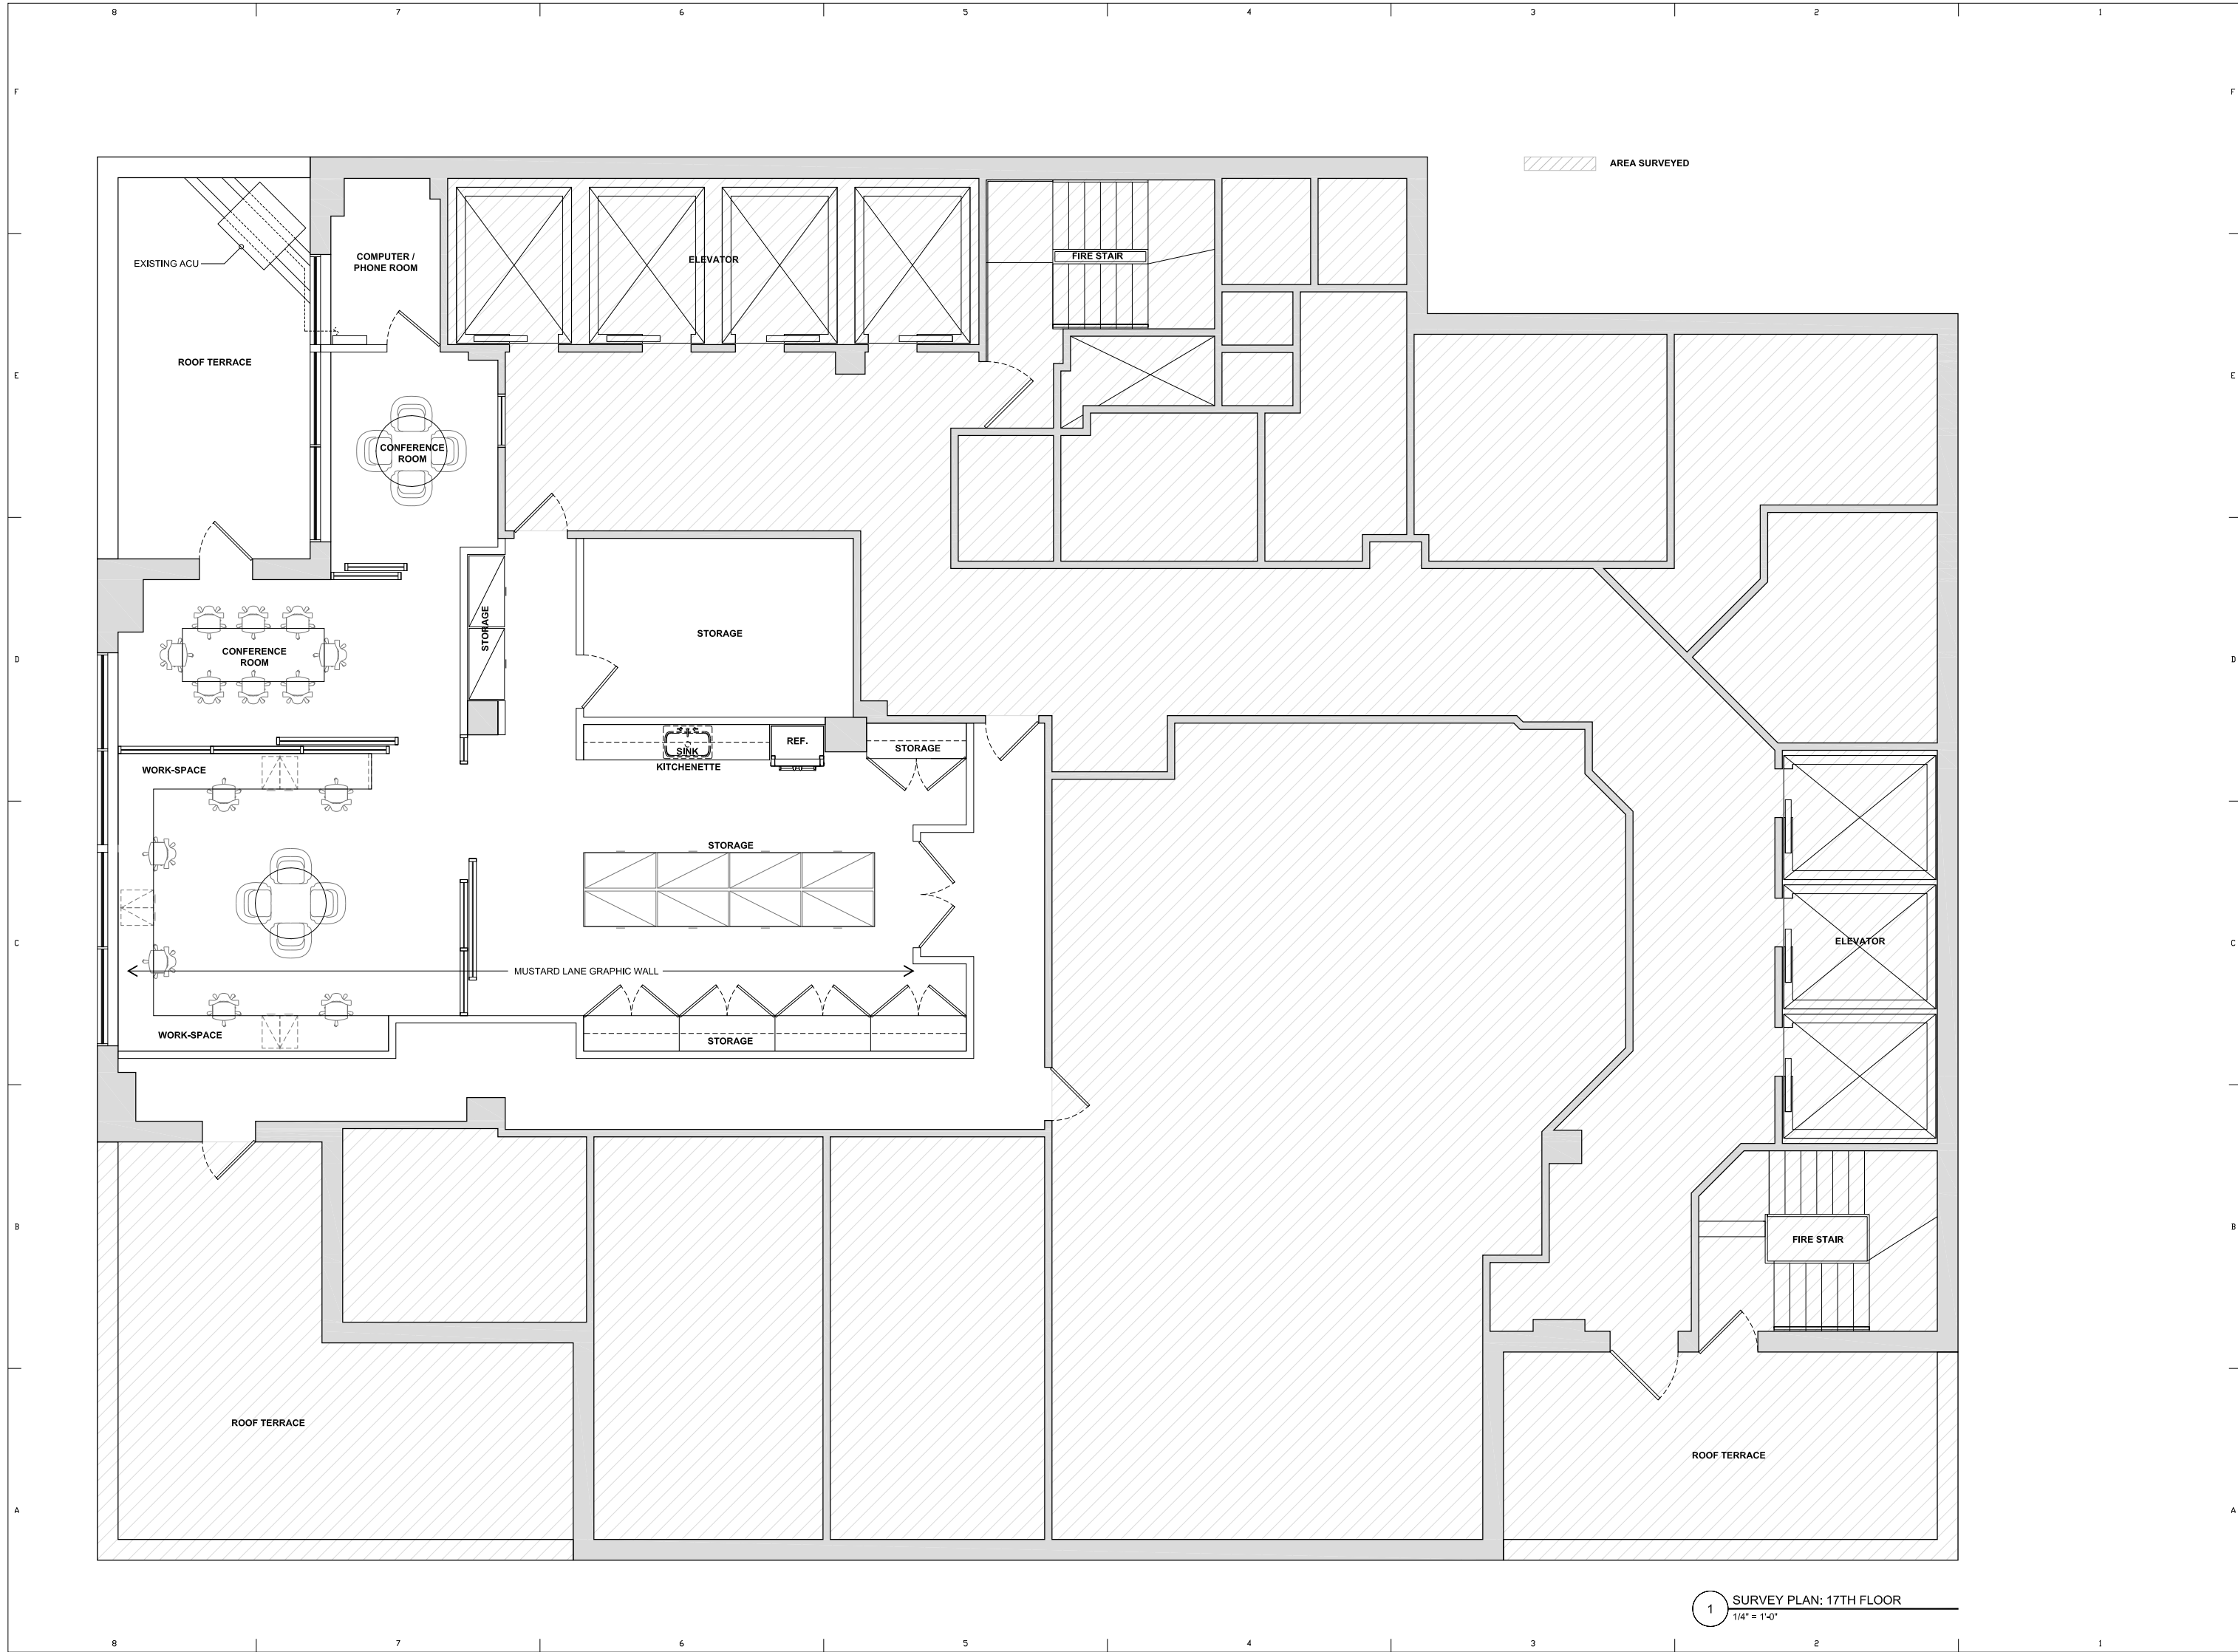 8 7 6 5 4 3 2 1
F F
AREA SURVEYED
EXISTING ACU
COMPUTER /
PHONE ROOM
ELEVATOR
FIRE STAIR
ROOF TERRACE
E E
CONFERENCE
ROOM
STORAGE
STORAGE
CONFERENCE
ROOM
D D
REF.
SINK
STORAGE
KITCHENETTE
WORK-SPACE
STORAGE
C C
ELEVATOR
MUSTARD LANE GRAPHIC WALL
WORK-SPACE
STORAGE
B B
FIRE STAIR
ROOF TERRACE
ROOF TERRACE
A A
1
SURVEY PLAN: 17TH FLOOR
1/4" = 1'-0"
8 7 6 5 4 3 2 1